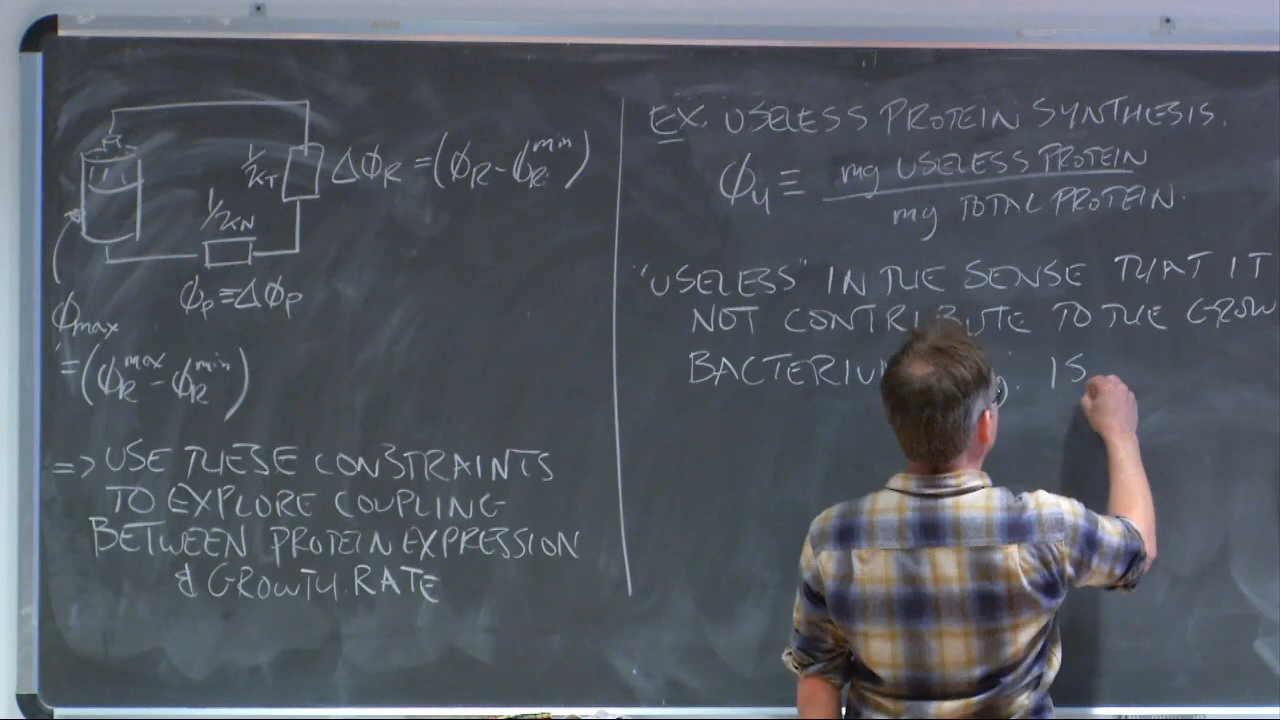 1/κT ΔϕR = (ϕR - ϕR^min)
1/κN
ϕP ≡ ΔϕP
ϕmax
= (ϕR^max - ϕR^min)
=> USE THESE CONSTRAINTS
TO EXPLORE COUPLING
BETWEEN PROTEIN EXPRESSION
& GROWTH RATE
EX: USELESS PROTEIN SYNTHESIS.
ϕU ≡ mg USELESS PROTEIN
mg TOTAL PROTEIN.
"USELESS" IN THE SENSE THAT IT
NOT CONTRIBUTE TO THE GROW
BACTERIU IS